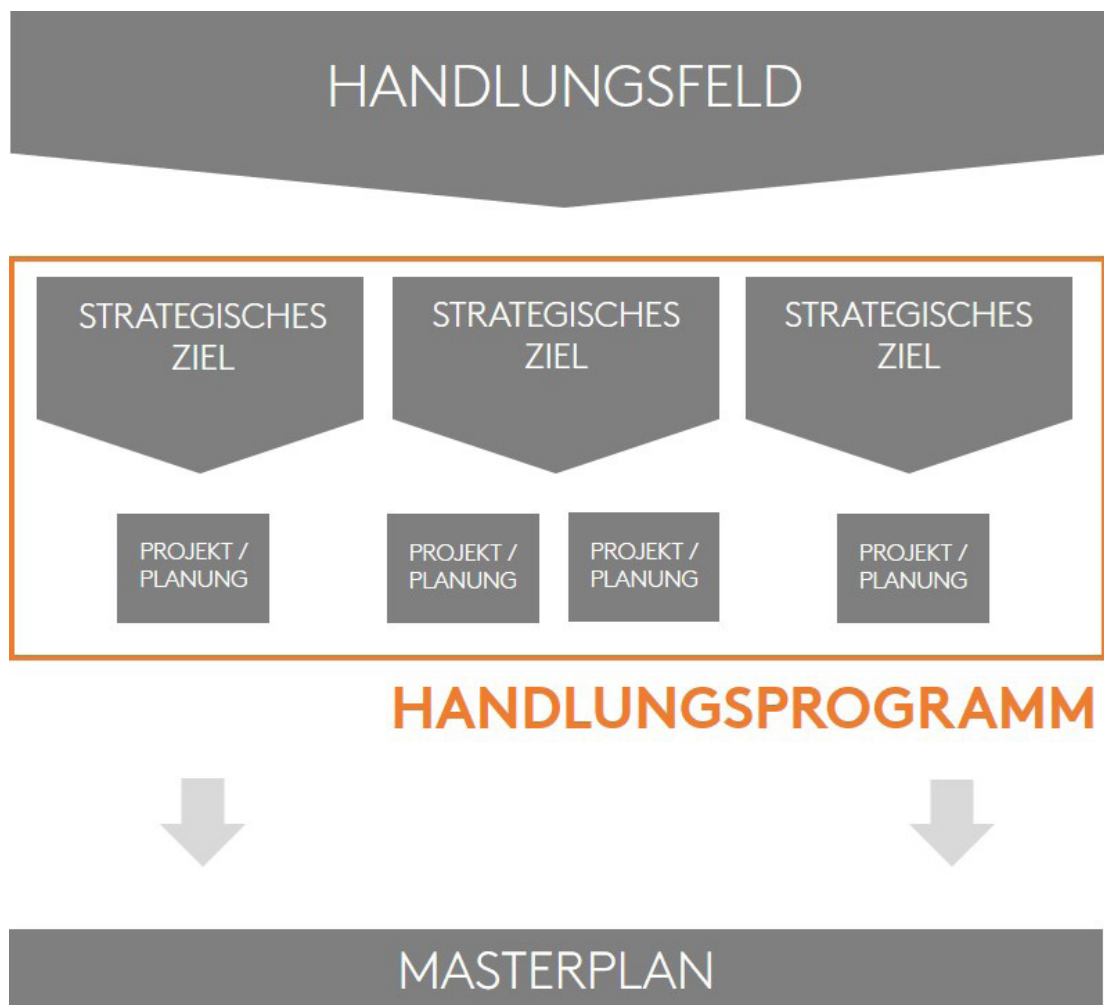 HANDLUNGSFELD
STRATEGISCHES
ZIEL
STRATEGISCHES
ZIEL
STRATEGISCHES
ZIEL
PROJEKT /
PLANUNG
PROJEKT /
PLANUNG
PROJEKT /
PLANUNG
PROJEKT /
PLANUNG
HANDLUNGSPROGRAMM
MASTERPLAN